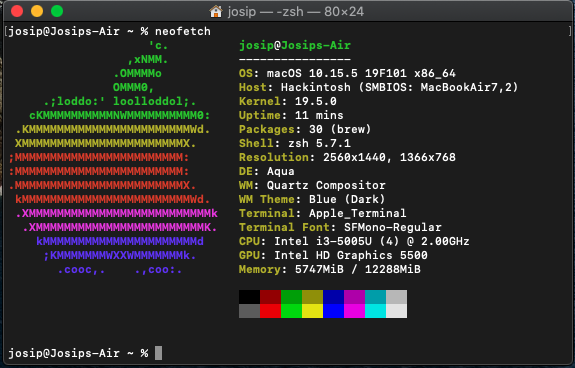 josip — -zsh — 80×24
[josip@Josips-Air ~ % neofetch ]
                    'c.          josip@Josips-Air
                 ,xNMM.          ----------------
               .OMMMMo           OS: macOS 10.15.5 19F101 x86_64
               OMMM0,            Host: Hackintosh (SMBIOS: MacBookAir7,2)
     .;loddo:' loolloddol;.      Kernel: 19.5.0
   cKMMMMMMMMMMNWMMMMMMMMMM0:    Uptime: 11 mins
 .KMMMMMMMMMMMMMMMMMMMMMMMWd.    Packages: 30 (brew)
 XMMMMMMMMMMMMMMMMMMMMMMMX.      Shell: zsh 5.7.1
;MMMMMMMMMMMMMMMMMMMMMMMM:       Resolution: 2560x1440, 1366x768
:MMMMMMMMMMMMMMMMMMMMMMMM:       DE: Aqua
.MMMMMMMMMMMMMMMMMMMMMMMMX.      WM: Quartz Compositor
 kMMMMMMMMMMMMMMMMMMMMMMMMWd.    WM Theme: Blue (Dark)
 .XMMMMMMMMMMMMMMMMMMMMMMMMMMk   Terminal: Apple_Terminal
  .XMMMMMMMMMMMMMMMMMMMMMMMMK.   Terminal Font: SFMono-Regular
    kMMMMMMMMMMMMMMMMMMMMMMd     CPU: Intel i3-5005U (4) @ 2.00GHz
     ;KMMMMMMMWXXWMMMMMMMk.      GPU: Intel HD Graphics 5500
       .cooc,.    .,coo:.        Memory: 5747MiB / 12288MiB
josip@Josips-Air ~ %